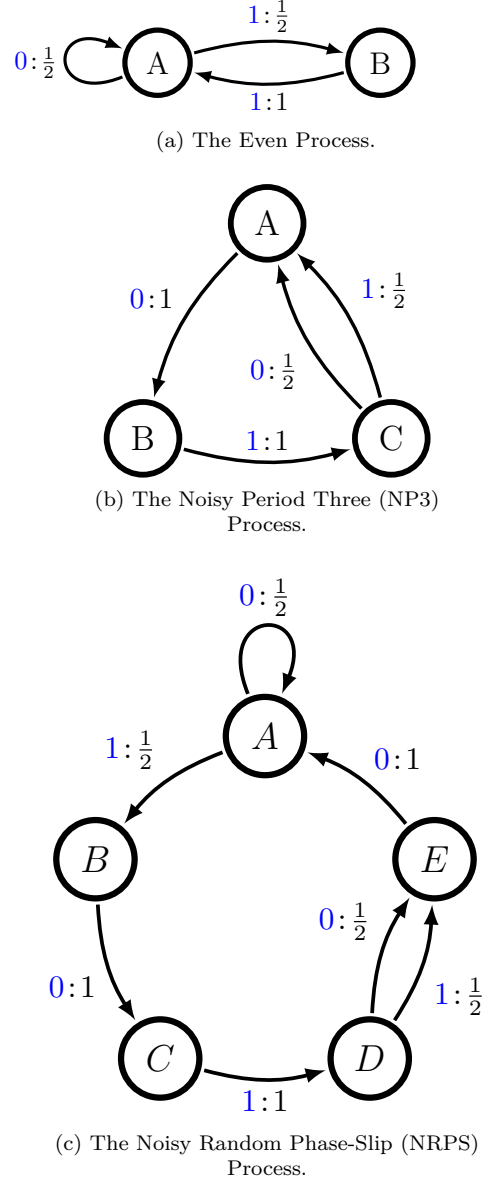 1:1/2
0:1/2
A
B
1:1
(a) The Even Process.
A
0:1
1:1/2
0:1/2
B
1:1
C
(b) The Noisy Period Three (NP3)
Process.
0:1/2
A
1:1/2
0:1
B
E
0:1/2
0:1
1:1/2
C
D
1:1
(c) The Noisy Random Phase-Slip (NRPS)
Process.